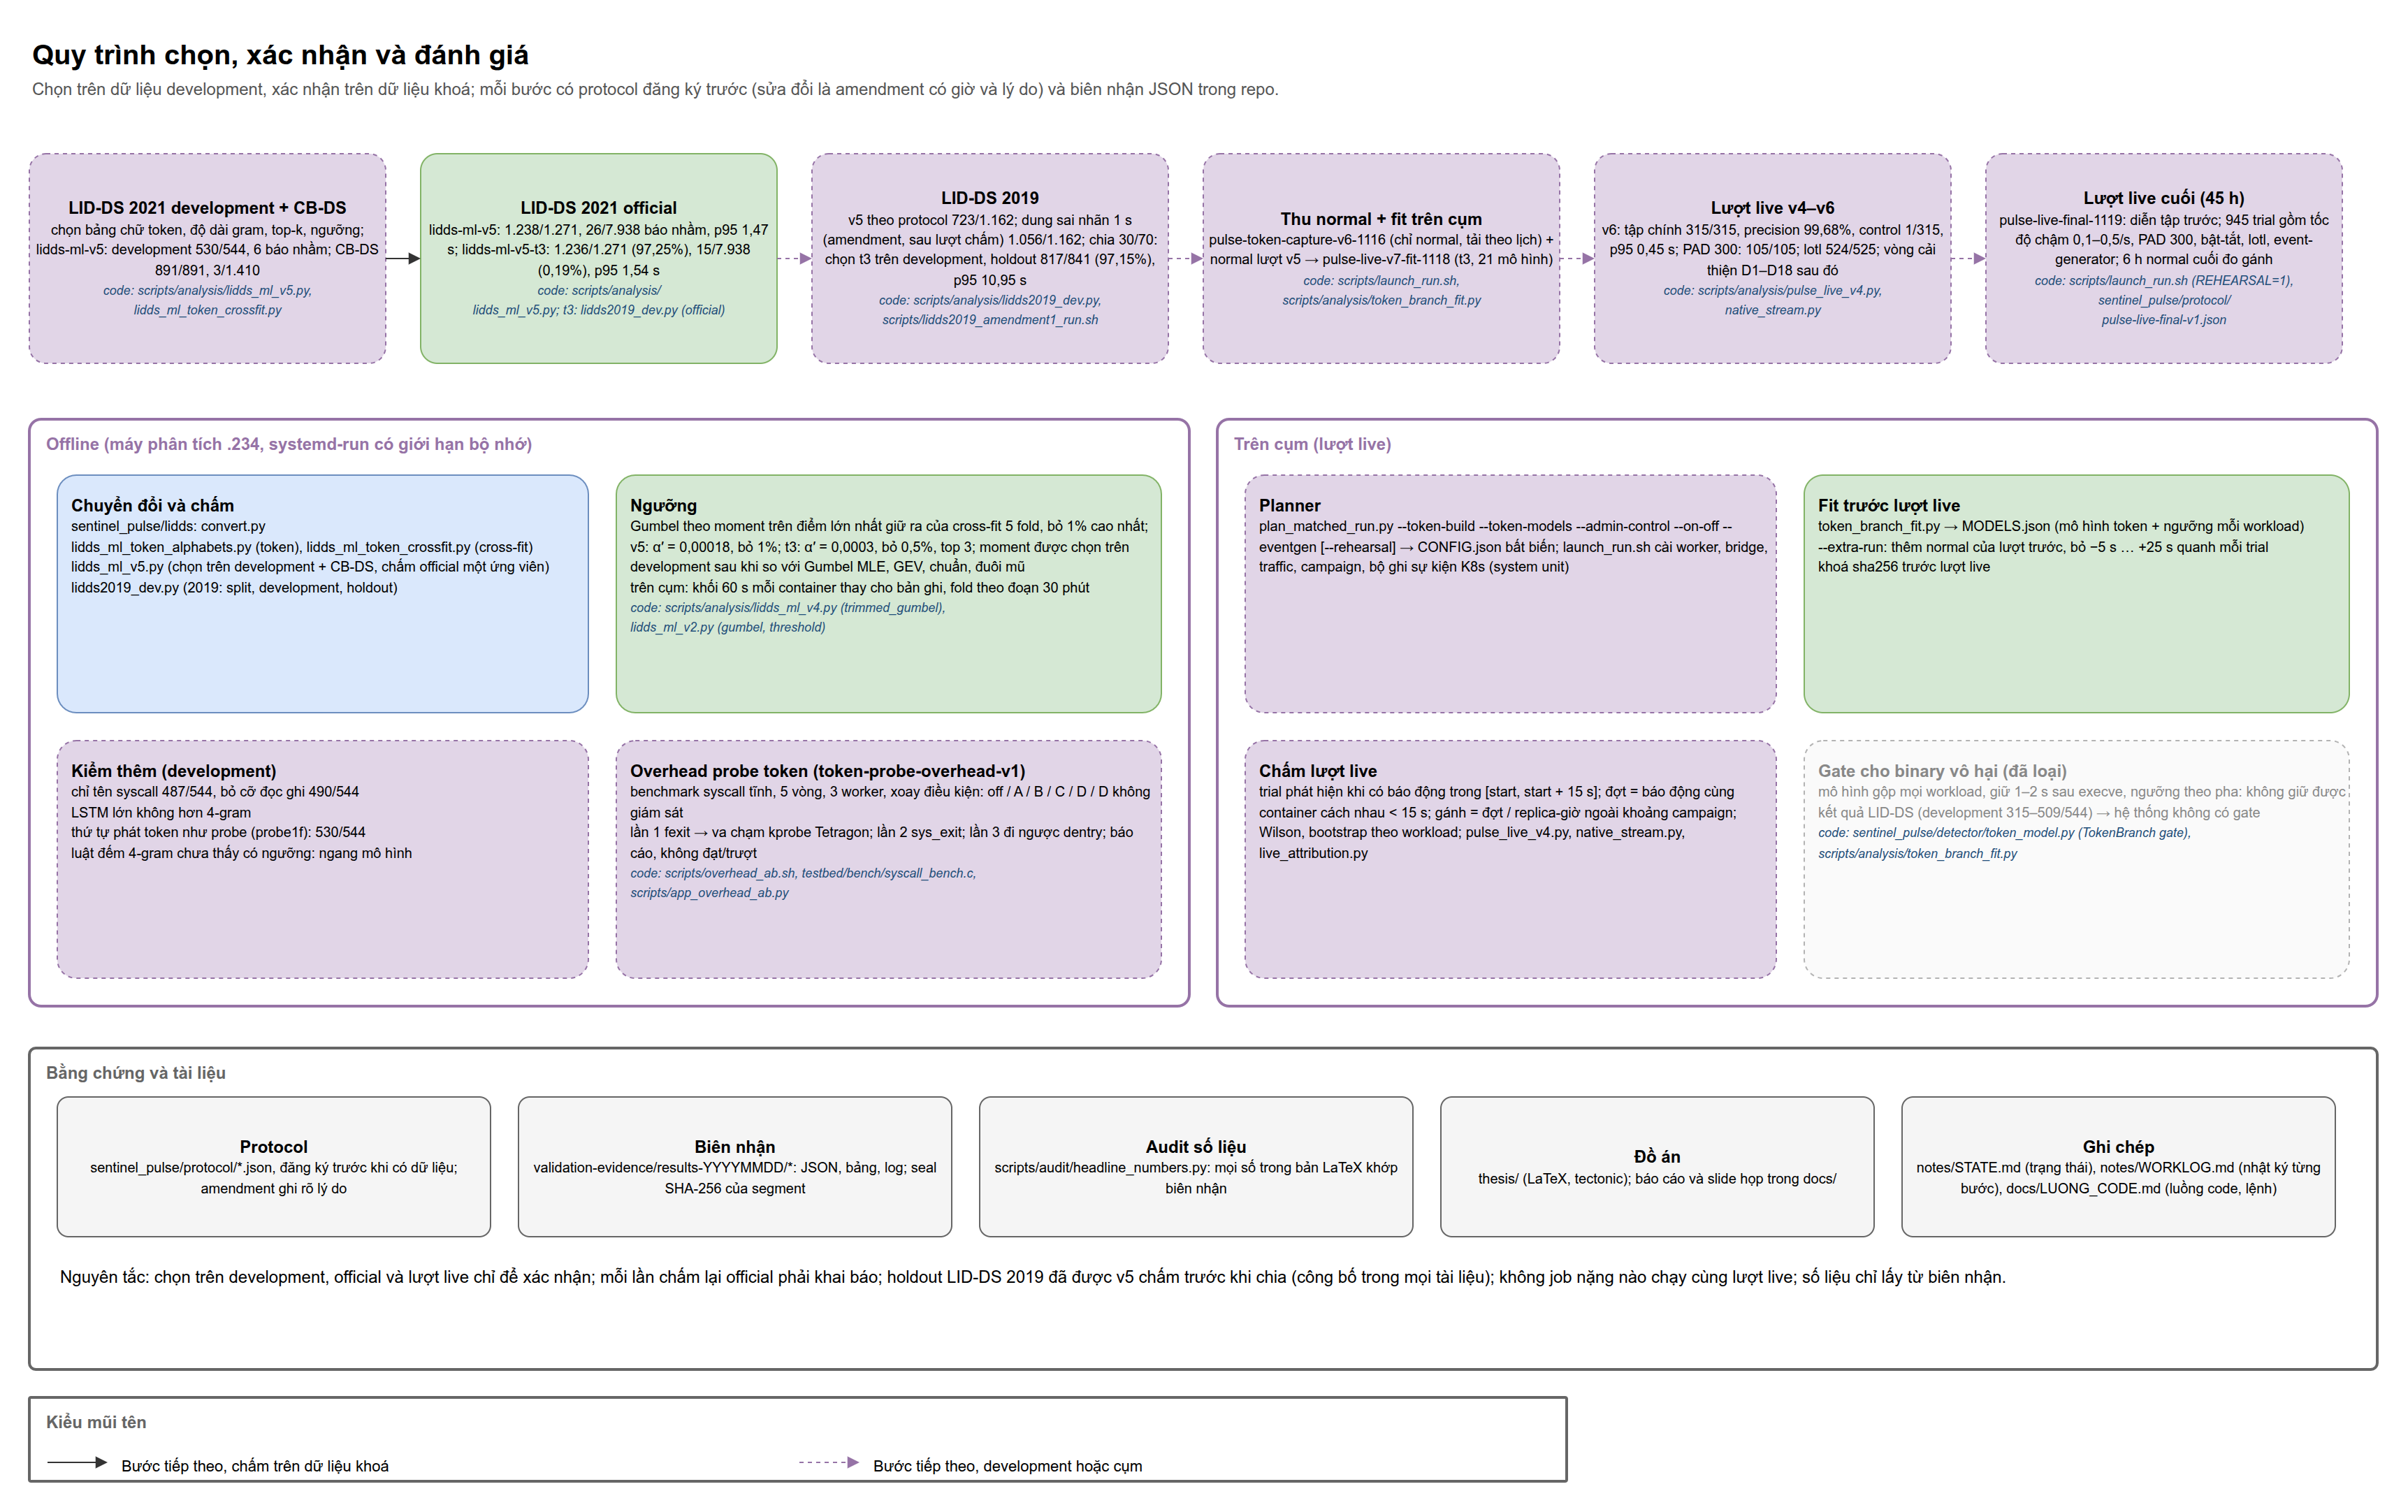 Quy trình chọn, xác nhận và đánh giá
Chọn trên dữ liệu development, xác nhận trên dữ liệu khoá; mỗi bước có protocol đăng ký trước (sửa đổi là amendment có giờ và lý do) và biên nhận JSON trong repo.
LID-DS 2021 development + CB-DS
chọn bảng chữ token, độ dài gram, top-k, ngưỡng;
lidds-ml-v5: development 530/544, 6 báo nhầm; CB-DS
891/891, 3/1.410
code: scripts/analysis/lidds_ml_v5.py,
lidds_ml_token_crossfit.py
LID-DS 2021 official
lidds-ml-v5: 1.238/1.271, 26/7.938 báo nhầm, p95 1,47
s; lidds-ml-v5-t3: 1.236/1.271 (97,25%), 15/7.938
(0,19%), p95 1,54 s
code: scripts/analysis/
lidds_ml_v5.py; t3: lidds2019_dev.py (official)
LID-DS 2019
v5 theo protocol 723/1.162; dung sai nhãn 1 s
(amendment, sau lượt chấm) 1.056/1.162; chia 30/70:
chọn t3 trên development, holdout 817/841 (97,15%),
p95 10,95 s
code: scripts/analysis/lidds2019_dev.py,
scripts/lidds2019_amendment1_run.sh
Thu normal + fit trên cụm
pulse-token-capture-v6-1116 (chỉ normal, tải theo lịch) +
normal lượt v5 → pulse-live-v7-fit-1118 (t3, 21 mô hình)
code: scripts/launch_run.sh,
scripts/analysis/token_branch_fit.py
Lượt live v4–v6
v6: tập chính 315/315, precision 99,68%, control 1/315,
p95 0,45 s; PAD 300: 105/105; lotl 524/525; vòng cải
thiện D1–D18 sau đó
code: scripts/analysis/pulse_live_v4.py,
native_stream.py
Lượt live cuối (45 h)
pulse-live-final-1119: diễn tập trước; 945 trial gồm tốc
độ chậm 0,1–0,5/s, PAD 300, bật-tắt, lotl, event-
generator; 6 h normal cuối đo gánh
code: scripts/launch_run.sh (REHEARSAL=1),
sentinel_pulse/protocol/
pulse-live-final-v1.json
Offline (máy phân tích .234, systemd-run có giới hạn bộ nhớ)
Chuyển đổi và chấm
sentinel_pulse/lidds: convert.py
lidds_ml_token_alphabets.py (token), lidds_ml_token_crossfit.py (cross-fit)
lidds_ml_v5.py (chọn trên development + CB-DS, chấm official một ứng viên)
lidds2019_dev.py (2019: split, development, holdout)
Ngưỡng
Gumbel theo moment trên điểm lớn nhất giữ ra của cross-fit 5 fold, bỏ 1% cao nhất;
v5: α′ = 0,00018, bỏ 1%; t3: α′ = 0,0003, bỏ 0,5%, top 3; moment được chọn trên
development sau khi so với Gumbel MLE, GEV, chuẩn, đuôi mũ
trên cụm: khối 60 s mỗi container thay cho bản ghi, fold theo đoạn 30 phút
code: scripts/analysis/lidds_ml_v4.py (trimmed_gumbel),
lidds_ml_v2.py (gumbel, threshold)
Kiểm thêm (development)
chỉ tên syscall 487/544, bỏ cỡ đọc ghi 490/544
LSTM lớn không hơn 4-gram
thứ tự phát token như probe (probe1f): 530/544
luật đếm 4-gram chưa thấy có ngưỡng: ngang mô hình
Overhead probe token (token-probe-overhead-v1)
benchmark syscall tĩnh, 5 vòng, 3 worker, xoay điều kiện: off / A / B / C / D / D không
giám sát
lần 1 fexit → va chạm kprobe Tetragon; lần 2 sys_exit; lần 3 đi ngược dentry; báo
cáo, không đạt/trượt
code: scripts/overhead_ab.sh, testbed/bench/syscall_bench.c,
scripts/app_overhead_ab.py
Trên cụm (lượt live)
Planner
plan_matched_run.py --token-build --token-models --admin-control --on-off --
eventgen [--rehearsal] → CONFIG.json bất biến; launch_run.sh cài worker, bridge,
traffic, campaign, bộ ghi sự kiện K8s (system unit)
Fit trước lượt live
token_branch_fit.py → MODELS.json (mô hình token + ngưỡng mỗi workload)
--extra-run: thêm normal của lượt trước, bỏ −5 s … +25 s quanh mỗi trial
khoá sha256 trước lượt live
Chấm lượt live
trial phát hiện khi có báo động trong [start, start + 15 s]; đợt = báo động cùng
container cách nhau < 15 s; gánh = đợt / replica-giờ ngoài khoảng campaign;
Wilson, bootstrap theo workload; pulse_live_v4.py, native_stream.py,
live_attribution.py
Gate cho binary vô hại (đã loại)
mô hình gộp mọi workload, giữ 1–2 s sau execve, ngưỡng theo pha: không giữ được
kết quả LID-DS (development 315–509/544) → hệ thống không có gate
code: sentinel_pulse/detector/token_model.py (TokenBranch gate),
scripts/analysis/token_branch_fit.py
Bằng chứng và tài liệu
Protocol
sentinel_pulse/protocol/*.json, đăng ký trước khi có dữ liệu;
amendment ghi rõ lý do
Biên nhận
validation-evidence/results-YYYYMMDD/*: JSON, bảng, log; seal
SHA-256 của segment
Audit số liệu
scripts/audit/headline_numbers.py: mọi số trong bản LaTeX khớp
biên nhận
Đồ án
thesis/ (LaTeX, tectonic); báo cáo và slide họp trong docs/
Ghi chép
notes/STATE.md (trạng thái), notes/WORKLOG.md (nhật ký từng
bước), docs/LUONG_CODE.md (luồng code, lệnh)
Nguyên tắc: chọn trên development, official và lượt live chỉ để xác nhận; mỗi lần chấm lại official phải khai báo; holdout LID-DS 2019 đã được v5 chấm trước khi chia (công bố trong mọi tài liệu); không job nặng nào chạy cùng lượt live; số liệu chỉ lấy từ biên nhận.
Kiểu mũi tên
Bước tiếp theo, chấm trên dữ liệu khoá
Bước tiếp theo, development hoặc cụm